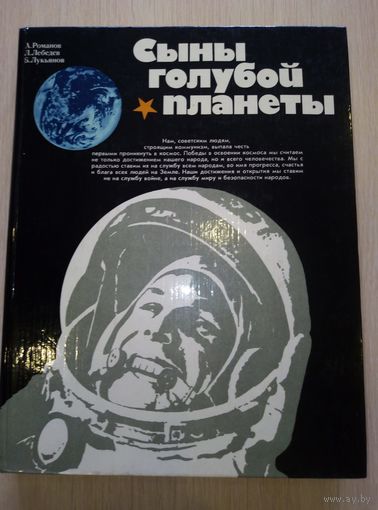 А.Романов
Л.Лебедев
Б.Лукьянов
Сыны
голубой
планеты
Нам, советским людям,
строящим коммунизм, выпала честь
первыми проникнуть в космос. Победы в освоении космоса мы считаем
не только достижением нашего народа, но и всего человечества. Мы с
радостью ставим их на службу всем народам, во имя прогресса, счастья
и блага всех людей на Земле. Наши достижения и открытия мы ставим
не на службу войне, а на службу миру и безопасности народов.
www.ay.by